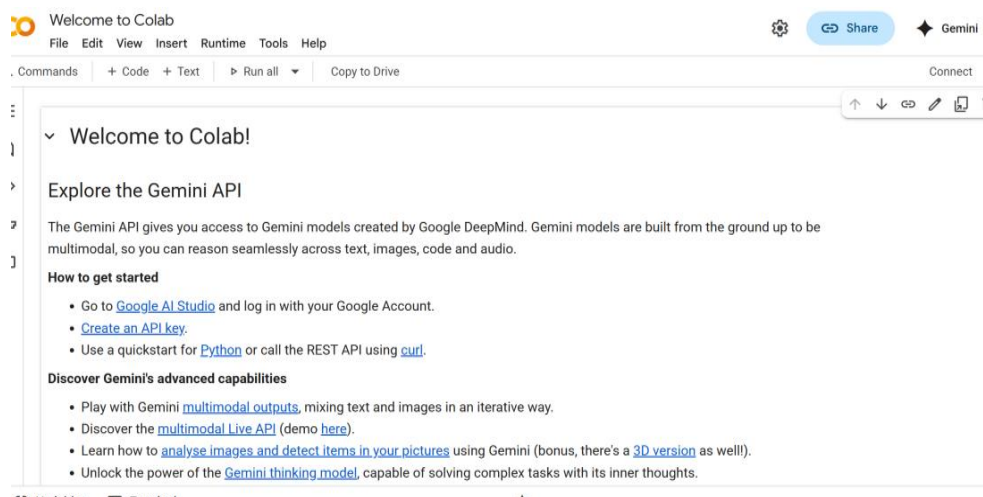 Welcome to Colab
File Edit View Insert Runtime Tools Help
Share
Gemini
Commands + Code + Text Run all Copy to Drive
Connect
Welcome to Colab!
Explore the Gemini API
The Gemini API gives you access to Gemini models created by Google DeepMind. Gemini models are built from the ground up to be
multimodal, so you can reason seamlessly across text, images, code and audio.
How to get started
• Go to Google AI Studio and log in with your Google Account.
• Create an API key.
• Use a quickstart for Python or call the REST API using curl.
Discover Gemini's advanced capabilities
• Play with Gemini multimodal outputs, mixing text and images in an iterative way.
• Discover the multimodal Live API (demo here).
• Learn how to analyse images and detect items in your pictures using Gemini (bonus, there's a 3D version as well!).
• Unlock the power of the Gemini thinking model, capable of solving complex tasks with its inner thoughts.